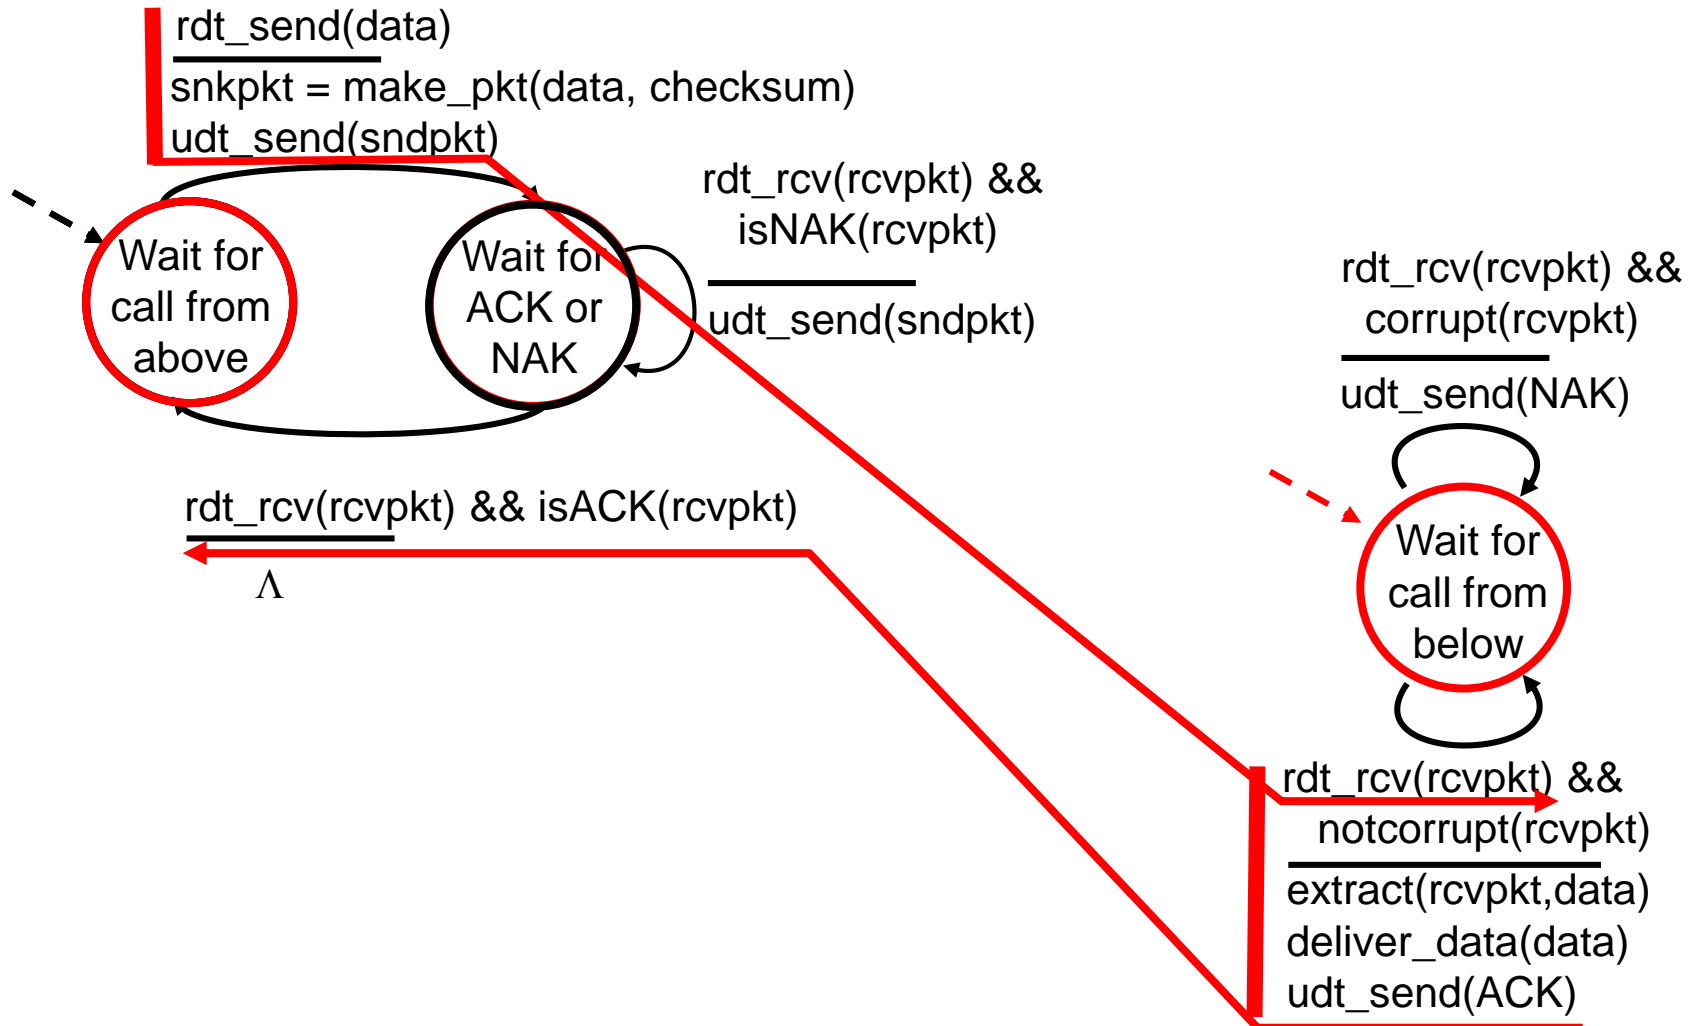 rdt_send(data)
snkpkt = make_pkt(data, checksum)
udt_send(sndpkt)
Wait for
call from
above
Wait for
ACK or
NAK
rdt_rcv(rcvpkt) &&
isNAK(rcvpkt)
udt_send(sndpkt)
rdt_rcv(rcvpkt) && isACK(rcvpkt)
Λ
rdt_rcv(rcvpkt) &&
corrupt(rcvpkt)
udt_send(NAK)
Wait for
call from
below
rdt_rcv(rcvpkt) &&
notcorrupt(rcvpkt)
extract(rcvpkt,data)
deliver_data(data)
udt_send(ACK)